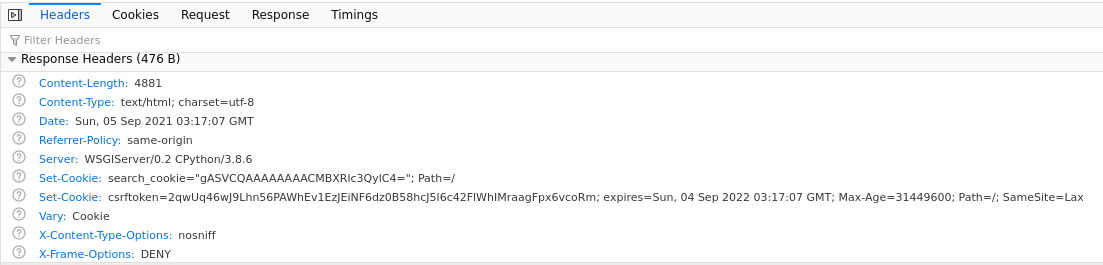 Headers Cookies Request Response Timings
Filter Headers
Response Headers (476 B)
Content-Length: 4881
Content-Type: text/html; charset=utf-8
Date: Sun, 05 Sep 2021 03:17:07 GMT
Referrer-Policy: same-origin
Server: WSGIServer/0.2 CPython/3.8.6
Set-Cookie: search_cookie="gASVCQAAAAAAAACMBXRlc3QylC4="; Path=/
Set-Cookie: csrftoken=2qwUq46wJ9Lhn56PAWhEv1EzJEiNF6dz0B58hcJ5l6c42FIWhlMraagFpx6vcoRm; expires=Sun, 04 Sep 2022 03:17:07 GMT; Max-Age=31449600; Path=/; SameSite=Lax
Vary: Cookie
X-Content-Type-Options: nosniff
X-Frame-Options: DENY